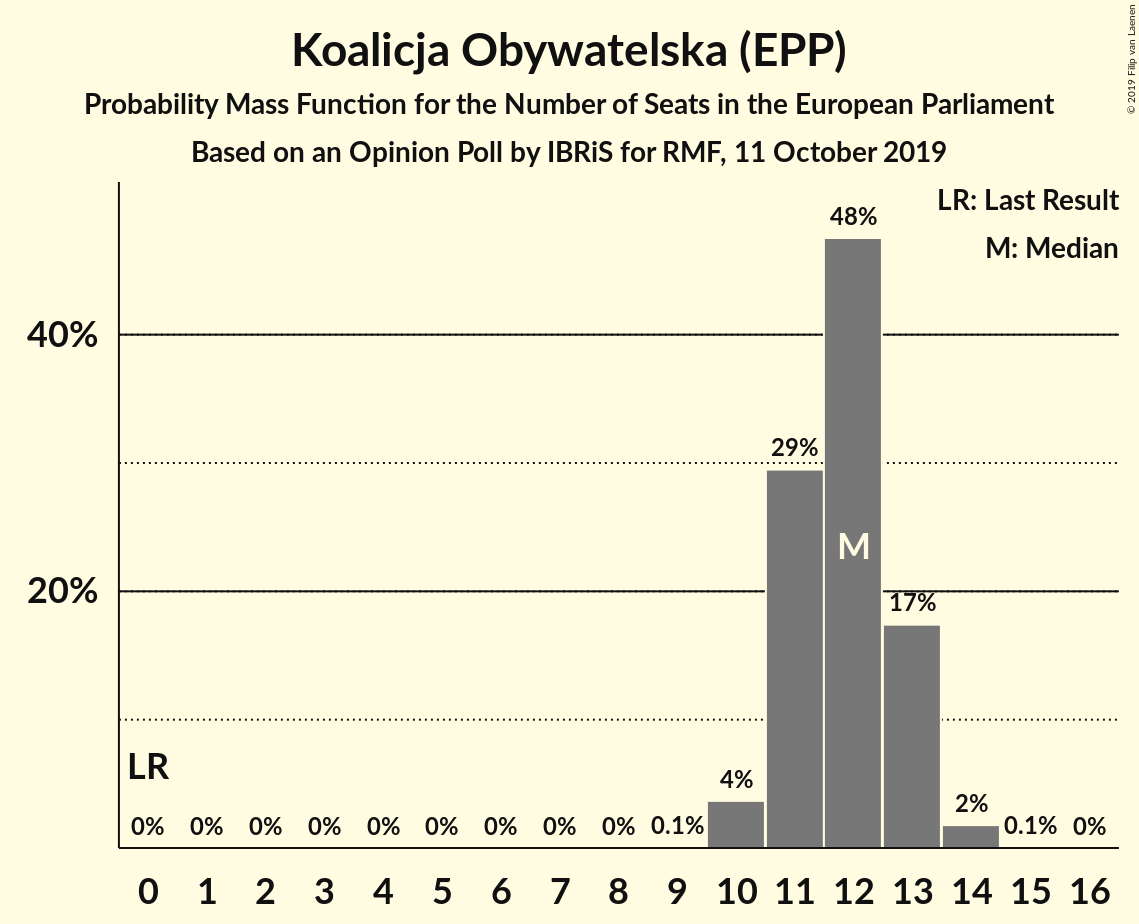 Koalicja Obywatelska (EPP)
Probability Mass Function for the Number of Seats in the European Parliament
Based on an Opinion Poll by IBRiS for RMF, 11 October 2019
© 2019 Filip van Laenen
LR: Last Result
M: Median
48%
40%
29%
M
20%
17%
LR
4%
2%
0% 0% 0% 0% 0% 0% 0% 0% 0% 0.1% 0.1% 0%
0 1 2 3 4 5 6 7 8 9 10 11 12 13 14 15 16